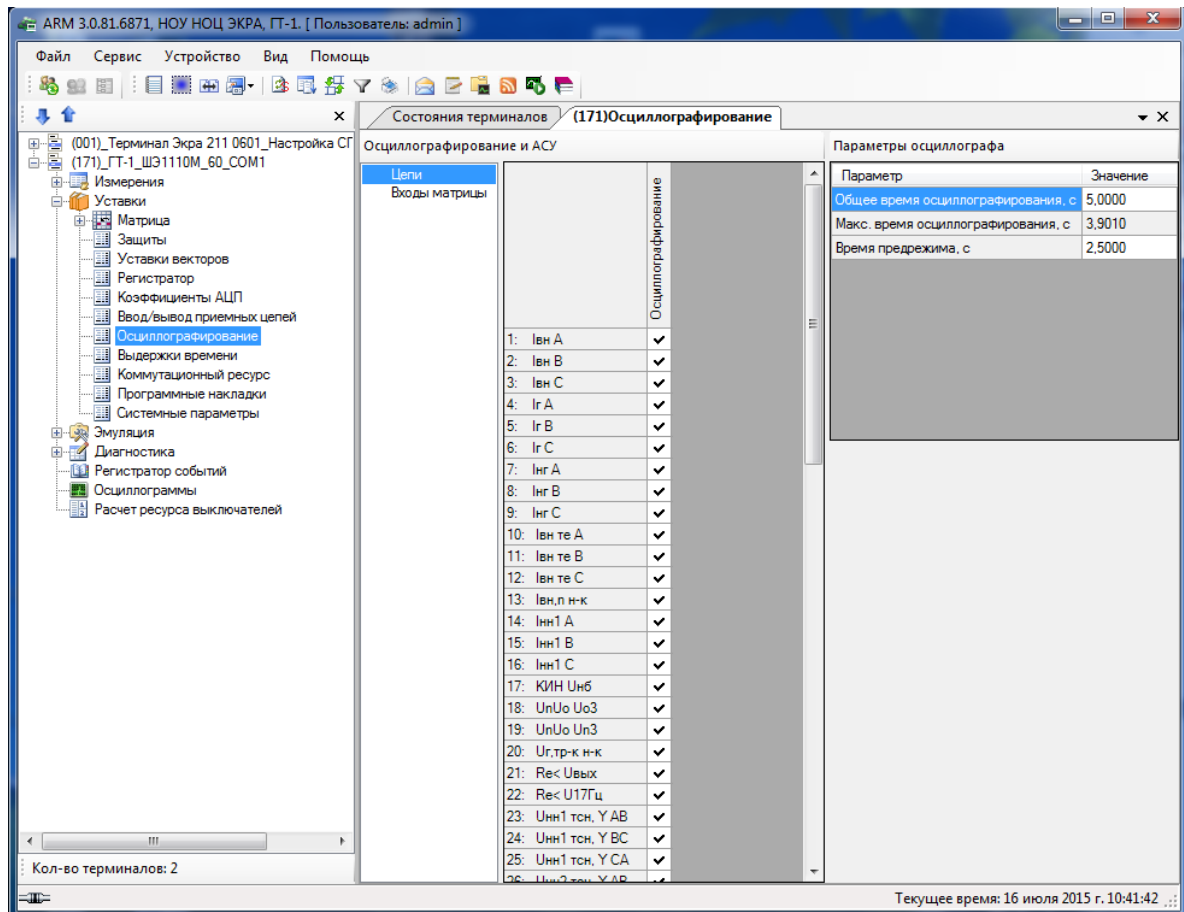 ARM 3.0.81.6871, НОУ НОЦ ЭКРА, ГТ-1. [ Пользователь: admin ]
Файл Сервис Устройство Вид Помощь
Состояния терминалов (171)Осциллографирование
(001)_Терминал Экра 211 0601_Настройка СГ
(171)_ГТ-1_ШЭ1110М_60_COM1
Измерения
Уставки
Матрица
Защиты
Уставки векторов
Регистратор
Коэффициенты АЦП
Ввод/вывод приемных цепей
Осциллографирование
Выдержки времени
Коммутационный ресурс
Программные накладки
Системные параметры
Эмуляция
Диагностика
Регистратор событий
Осциллограммы
Расчет ресурса выключателей
Кол-во терминалов: 2
Осциллографирование и АСУ
Цепи
Входы матрицы
Осциллографирование
1: Iвн А
2: Iвн В
3: Iвн С
4: Iг А
5: Iг В
6: Iг С
7: Iнг А
8: Iнг В
9: Iнг С
10: Iвн те А
11: Iвн те В
12: Iвн те С
13: Iвн,п н-к
14: Iнн1 А
15: Iнн1 В
16: Iнн1 С
17: КИН Uнб
18: UnUo Uo3
19: UnUo Un3
20: Uг,тр-к н-к
21: Re< Uвых
22: Re< U17Гц
23: Uнн1 тсн, Y АВ
24: Uнн1 тсн, Y ВС
25: Uнн1 тсн, Y СА
26: Uнн2 тсн, Y АВ
Параметры осциллографа
Параметр Значение
Общее время осциллографирования, с 5,0000
Макс. время осциллографирования, с 3,9010
Время предрежима, с 2,5000
Текущее время: 16 июля 2015 г. 10:41:42